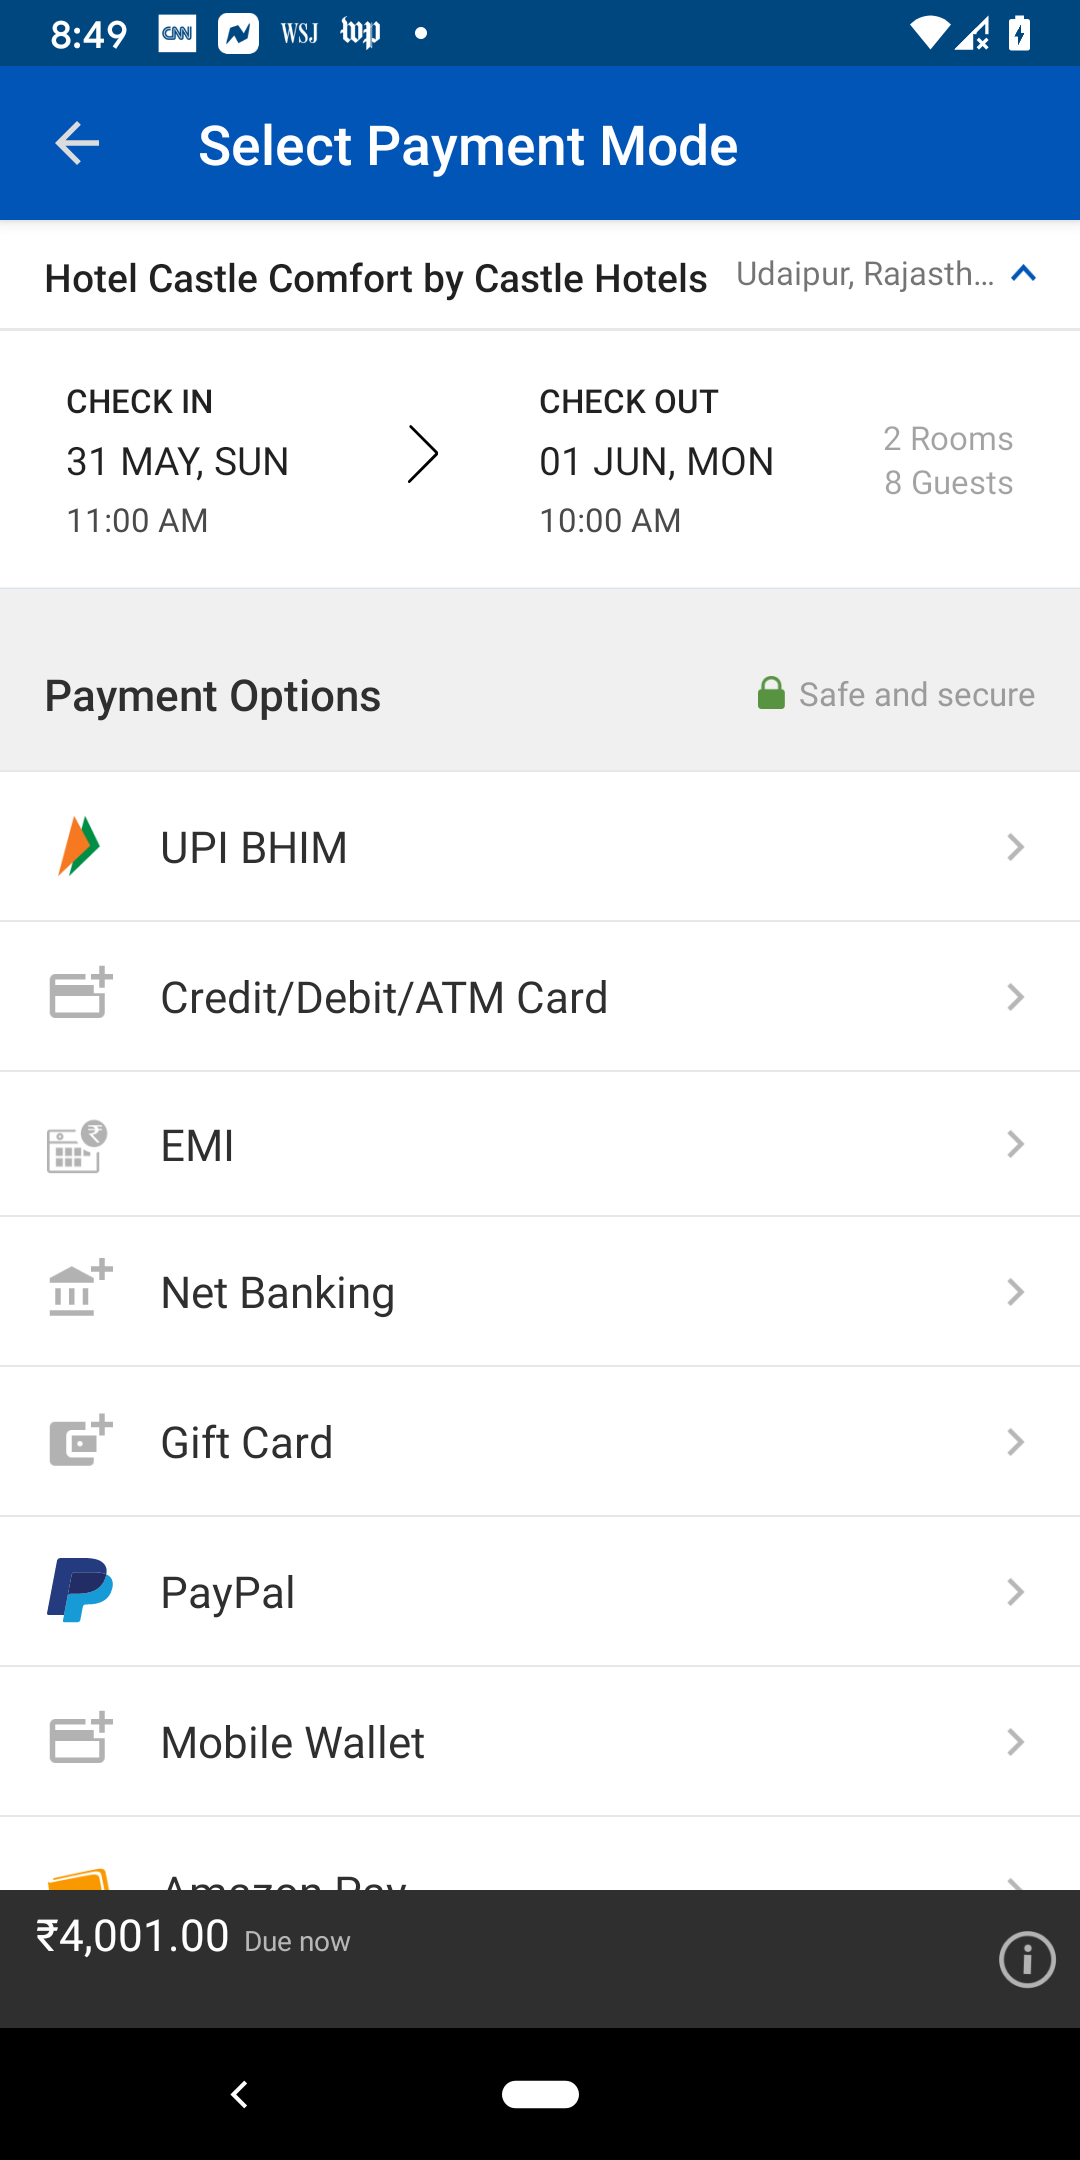 8:49 CNN WSJ wp
Select Payment Mode
Hotel Castle Comfort by Castle Hotels Udaipur, Rajasth...
CHECK IN
31 MAY, SUN
11:00 AM
CHECK OUT
01 JUN, MON
10:00 AM
2 Rooms
8 Guests
Payment Options
Safe and secure
UPI BHIM
Credit/Debit/ATM Card
EMI
Net Banking
Gift Card
PayPal
Mobile Wallet
Amazon Pay
₹4,001.00 Due now